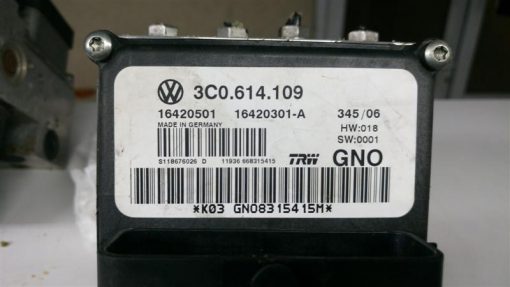 3C0.614.109
16420501 16420301-A 345/06
MADE IN GERMANY HW:018
SW:0001
S118676026 D 11936 668315415 TRW GNO
*K03 GNO8315415M*